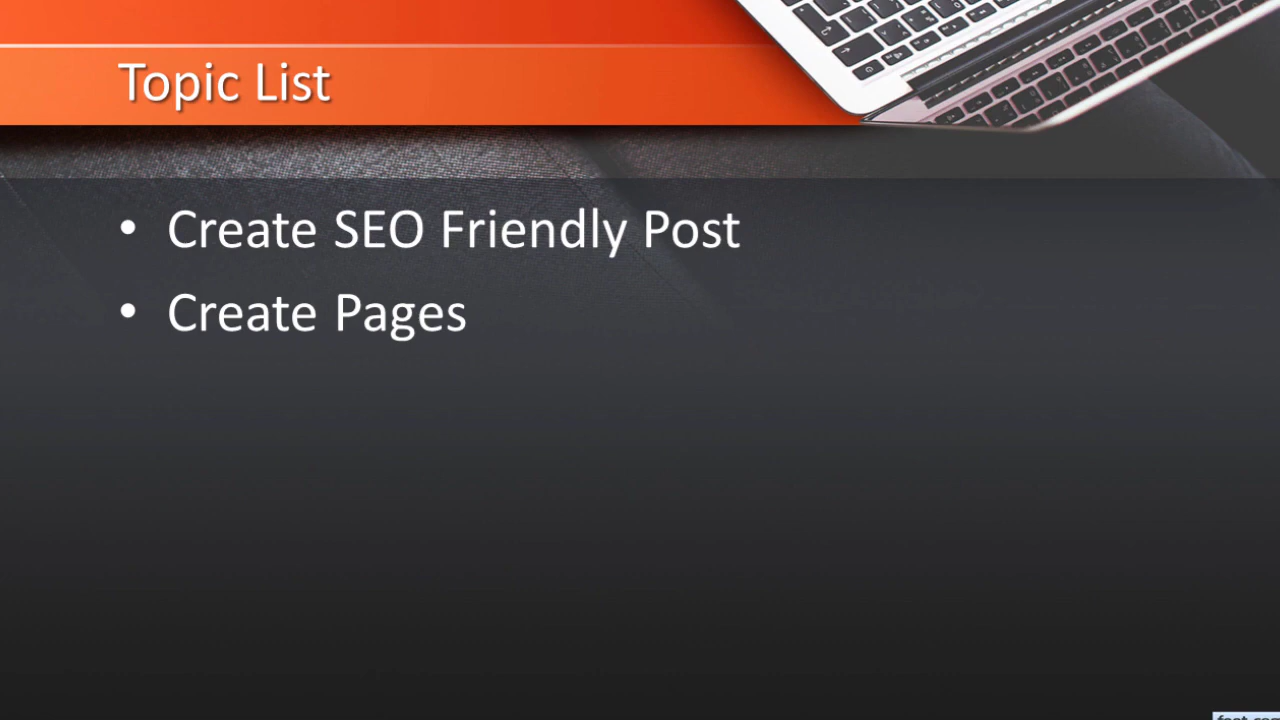 Topic List
• Create SEO Friendly Post
• Create Pages